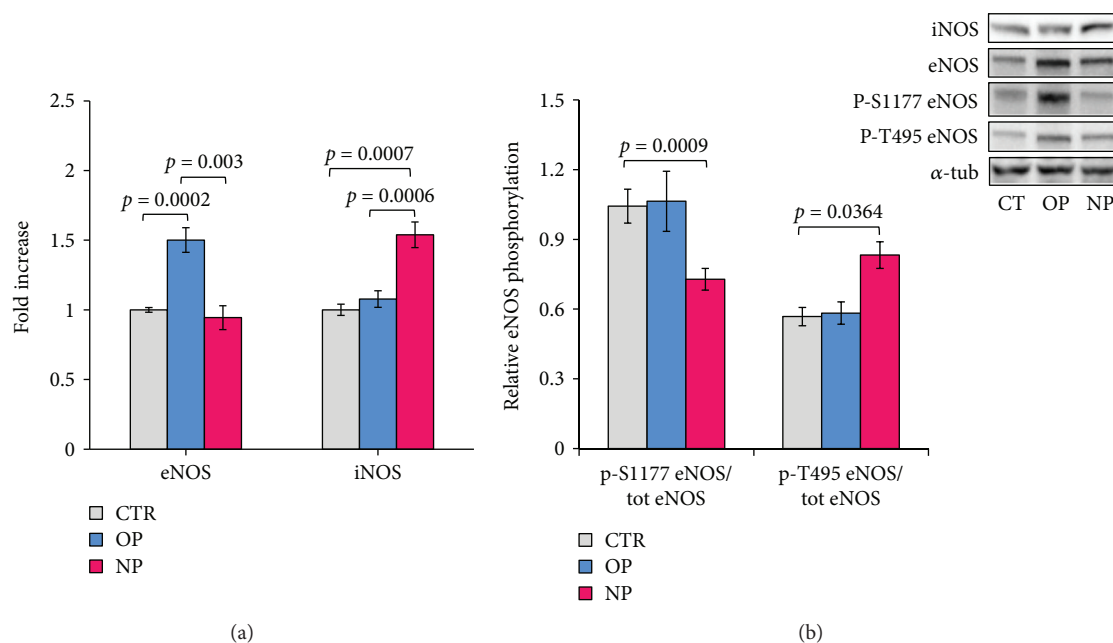 2.5
2
1.5
1
0.5
0
Fold increase
p = 0.003
p = 0.0002
p = 0.0007
p = 0.0006
eNOS
iNOS
CTR
OP
NP
(a)
1.5
1.2
0.9
0.6
0.3
0
Relative eNOS phosphorylation
p = 0.0009
p = 0.0364
p-S1177 eNOS/
tot eNOS
p-T495 eNOS/
tot eNOS
CTR
OP
NP
(b)
iNOS
eNOS
P-S1177 eNOS
P-T495 eNOS
α-tub
CT OP NP